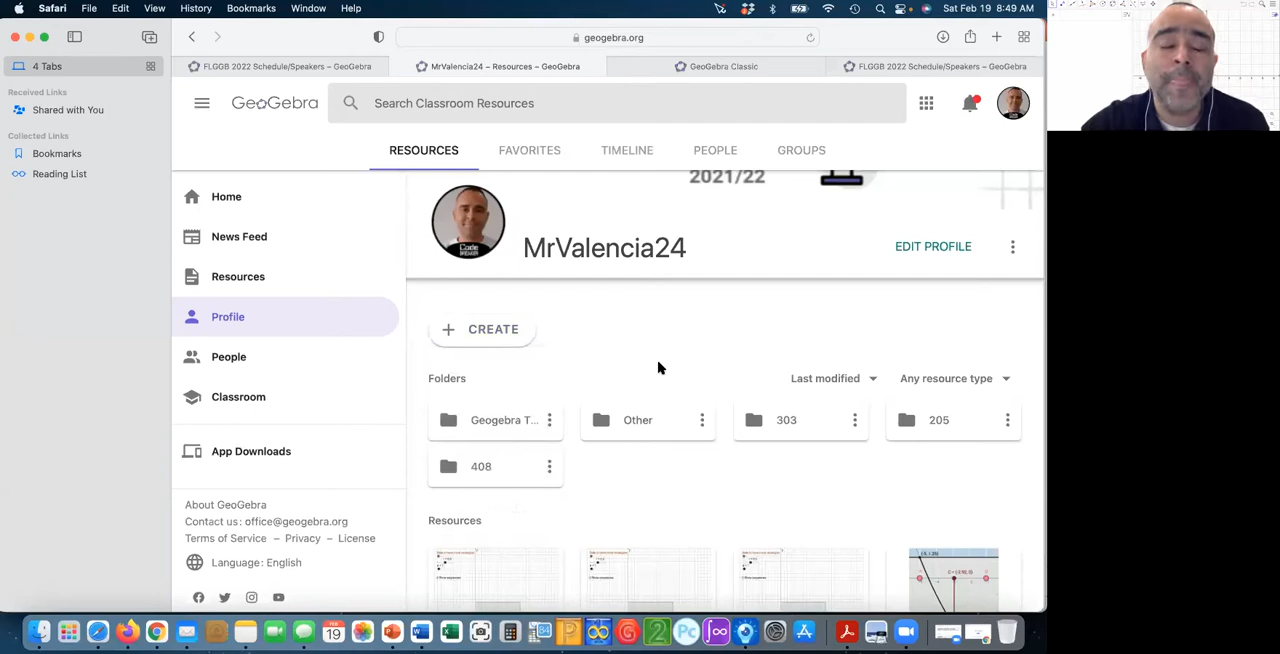 Safari File Edit View History Bookmarks Window Help Sat Feb 19 8:49 AM
geogebra.org
4 Tabs
FLGGB 2022 Schedule/Speakers – GeoGebra MrValencia24 – Resources – GeoGebra GeoGebra Classic FLGGB 2022 Schedule/Speakers – GeoGebra
Received Links
Shared with You
Collected Links
Bookmarks
Reading List
GeoGebra Search Classroom Resources
RESOURCES FAVORITES TIMELINE PEOPLE GROUPS
2021/22
Home
News Feed
Resources
Profile
People
Classroom
App Downloads
About GeoGebra
Contact us: office@geogebra.org
Terms of Service – Privacy – License
Language: English
Code
BREAKER
MrValencia24 EDIT PROFILE
+ CREATE
Folders Last modified Any resource type
Geogebra T... Other 303 205
408
Resources
FEB
19